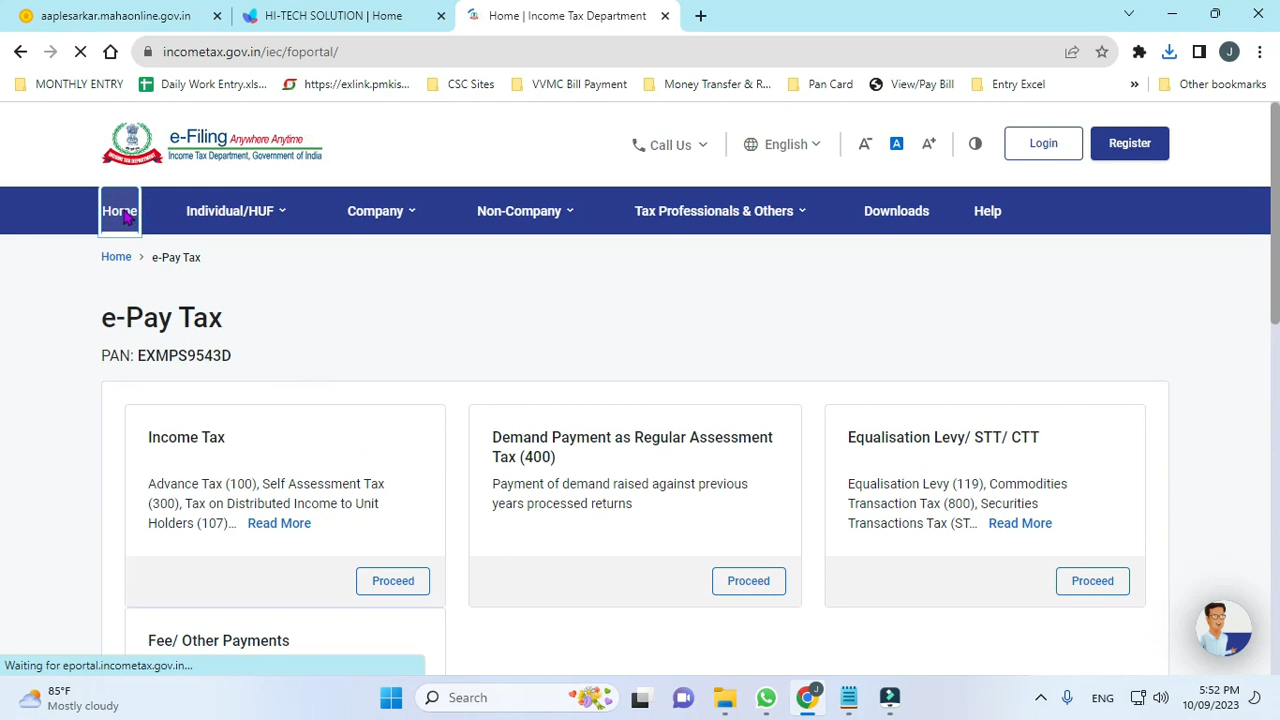 aaplesarkar.mahaonline.gov.in
HI-TECH SOLUTION | Home
Home | Income Tax Department
incometax.gov.in/iec/foportal/
J
MONTHLY ENTRY
Daily Work Entry.xls...
https://exlink.pmkis...
CSC Sites
VVMC Bill Payment
Money Transfer & R...
Pan Card
View/Pay Bill
Entry Excel
»
Other bookmarks
e-Filing Anywhere Anytime
Income Tax Department, Government of India
INCOME TAX DEPARTMENT
Call Us
English
A-
A
A+
Login
Register
Home
Individual/HUF
Company
Non-Company
Tax Professionals & Others
Downloads
Help
Home > e-Pay Tax
e-Pay Tax
PAN: EXMPS9543D
Income Tax
Advance Tax (100), Self Assessment Tax
(300), Tax on Distributed Income to Unit
Holders (107)... Read More
Proceed
Demand Payment as Regular Assessment
Tax (400)
Payment of demand raised against previous
years processed returns
Proceed
Equalisation Levy/ STT/ CTT
Equalisation Levy (119), Commodities
Transaction Tax (800), Securities
Transactions Tax (ST... Read More
Proceed
Fee/ Other Payments
Waiting for eportal.incometax.gov.in...
85°F
Mostly cloudy
Search
J
ENG
5:52 PM
10/09/2023